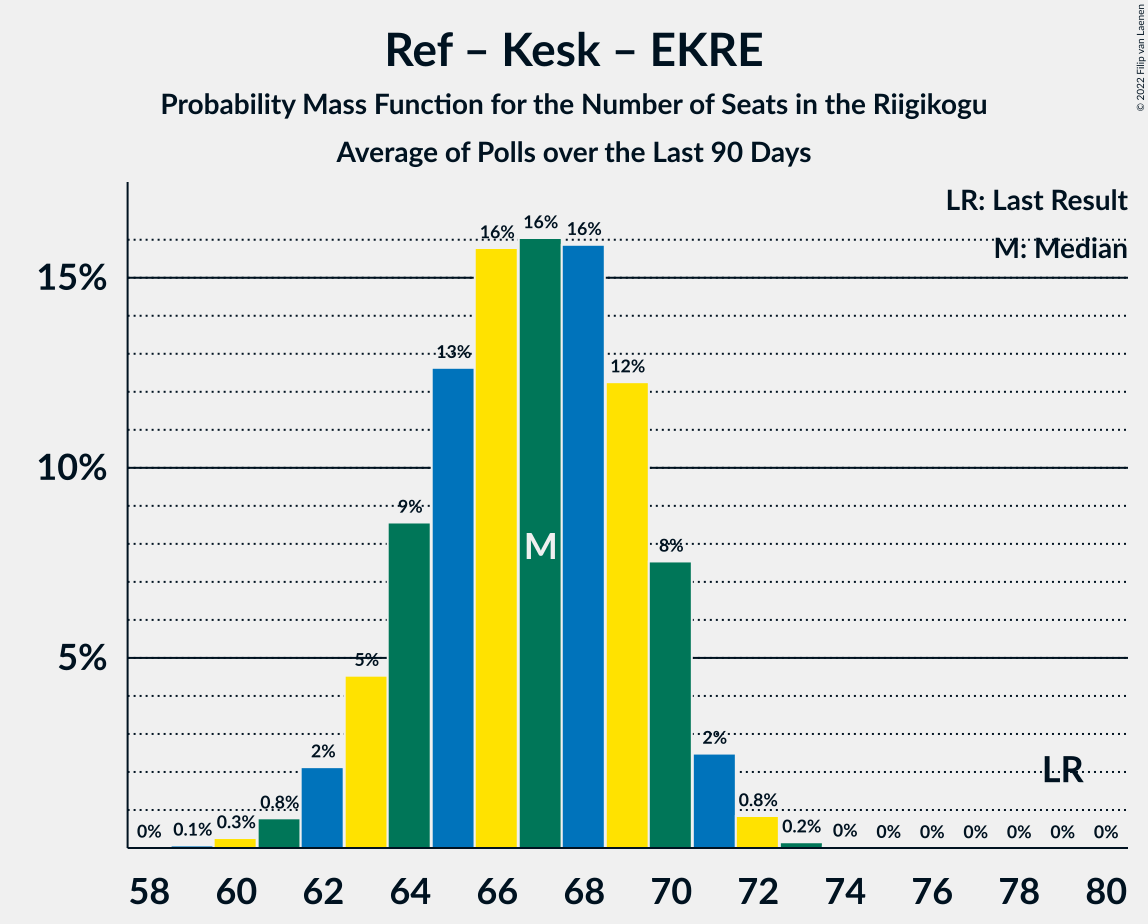 Ref – Kesk – EKRE
Probability Mass Function for the Number of Seats in the Riigikogu
Average of Polls over the Last 90 Days
© 2022 Filip van Laenen
LR: Last Result
M: Median
15%
10%
5%
0%
0.1%
0.3%
0.8%
2%
5%
9%
13%
16%
16%
16%
12%
8%
2%
0.8%
0.2%
0%
0%
0%
0%
0%
0%
0%
M
LR
58 60 62 64 66 68 70 72 74 76 78 80